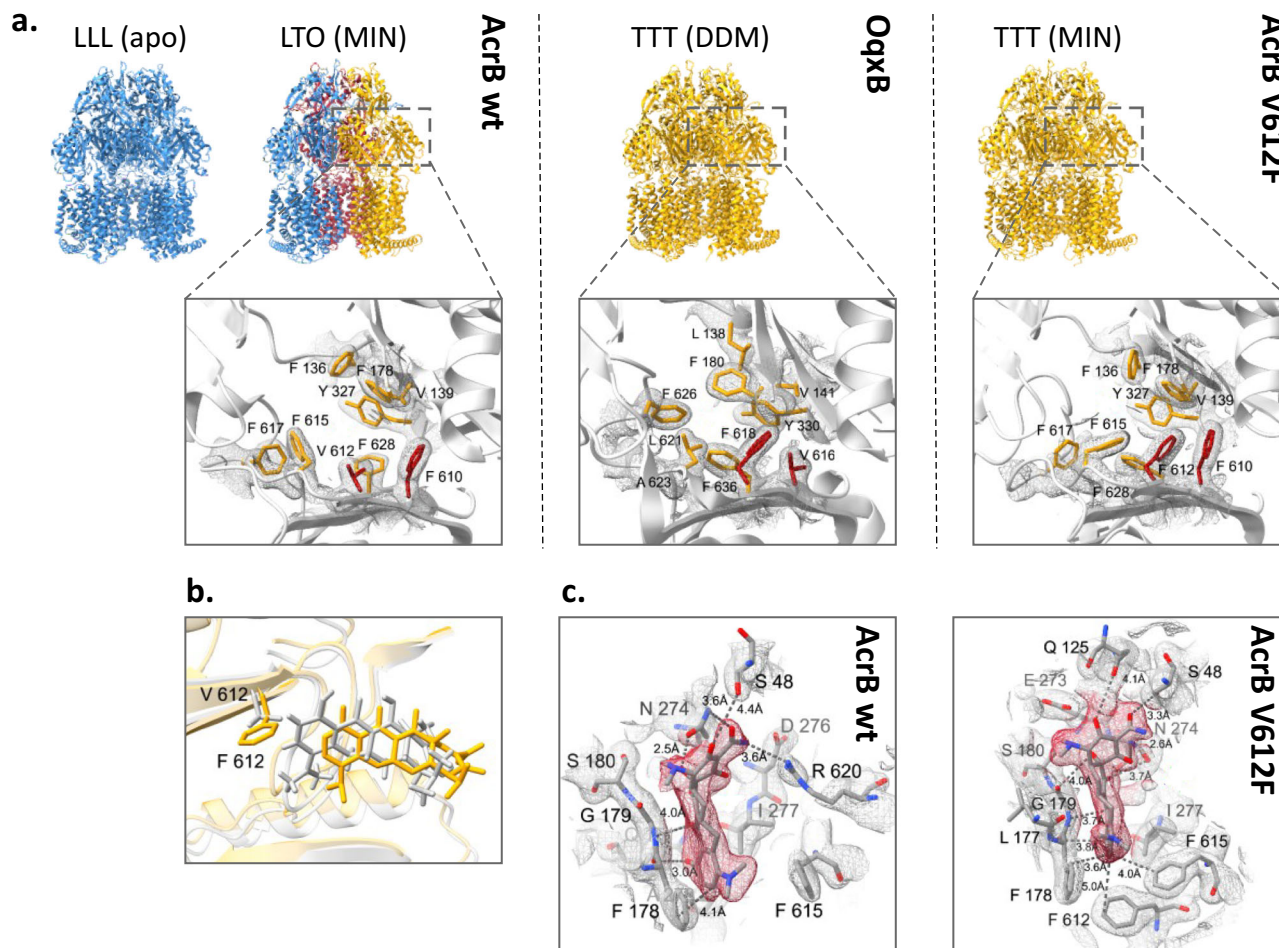 a.
LLL (apo)
LTO (MIN)
AcrB wt
TTT (DDM)
OqxB
TTT (MIN)
AcrB V612F
F 136
F 178
Y 327
V 139
F 617
F 615
V 612
F 628
F 610
L 138
F 180
F 626
V 141
Y 330
L 621
F 618
A 623
F 636
V 616
F 136
F 178
Y 327
V 139
F 617
F 615
F 612
F 610
F 628
b.
V 612
F 612
c.
AcrB wt
S 48
3.6Å
4.4Å
N 274
D 276
2.5Å
3.6Å
S 180
R 620
G 179
4.0Å
I 277
3.0Å
F 178
4.1Å
F 615
AcrB V612F
Q 125
S 48
4.1Å
E 273
3.3Å
N 274
2.6Å
S 180
4.0Å
3.7Å
G 179
3.7Å
I 277
L 177
3.8Å
F 615
3.6Å
4.0Å
F 178
5.0Å
F 612